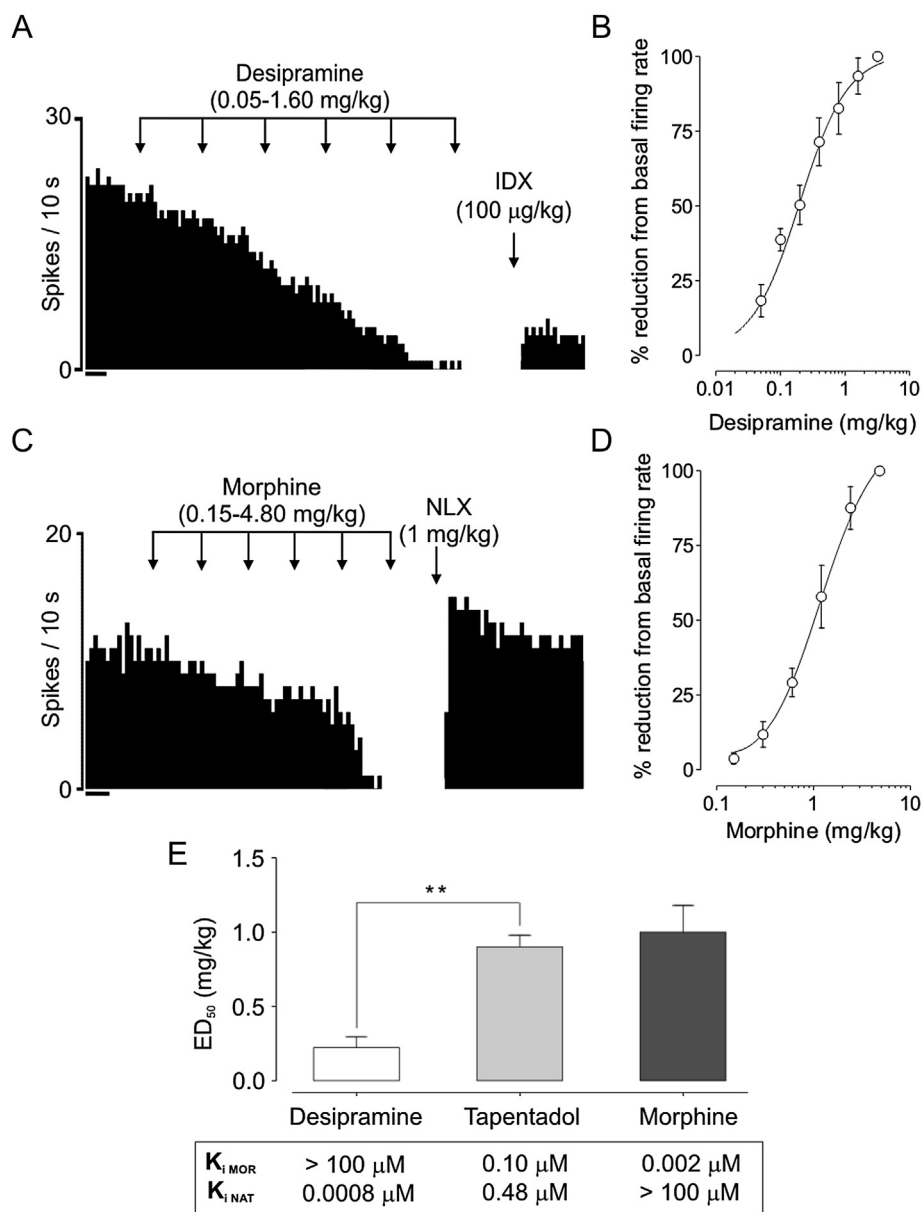 A
Desipramine
(0.05-1.60 mg/kg)
30
Spikes / 10 s
0
IDX
(100 µg/kg)
B
% reduction from basal firing rate
100
75
50
25
0
0.01
0.1
1
10
Desipramine (mg/kg)
C
Morphine
(0.15-4.80 mg/kg)
20
Spikes / 10 s
0
NLX
(1 mg/kg)
D
% reduction from basal firing rate
100
75
50
25
0
0.1
1
10
Morphine (mg/kg)
E
ED50 (mg/kg)
1.5
1.0
0.5
0.0
**
Desipramine Tapentadol Morphine
Ki MOR > 100 µM 0.10 µM 0.002 µM
Ki NAT 0.0008 µM 0.48 µM > 100 µM